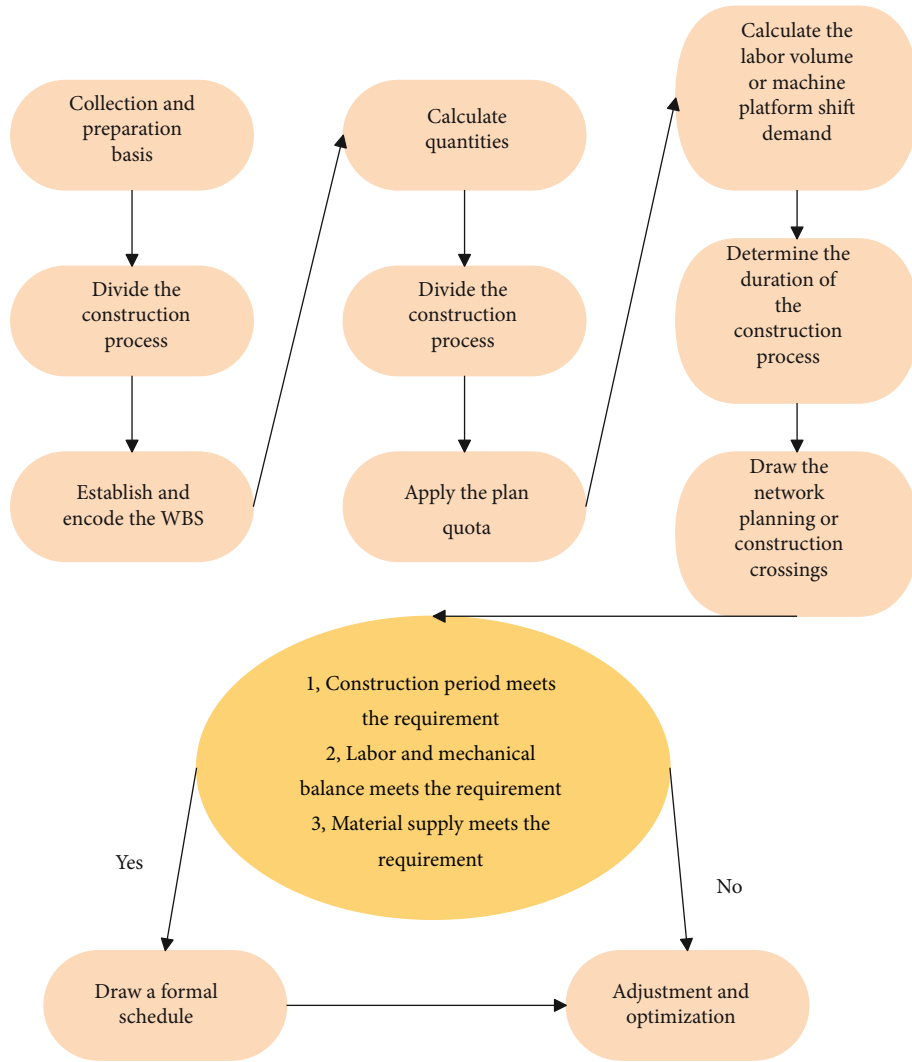 Collection and
preparation
basis
Divide the
construction
process
Establish and
encode the WBS
Calculate
quantities
Divide the
construction
process
Apply the plan
quota
Calculate the
labor volume
or machine
platform shift
demand
Determine the
duration of
the
construction
process
Draw the
network
planning or
construction
crossings
1, Construction period meets
the requirement
2, Labor and mechanical
balance meets the requirement
3, Material supply meets the
requirement
Yes
No
Draw a formal
schedule
Adjustment and
optimization